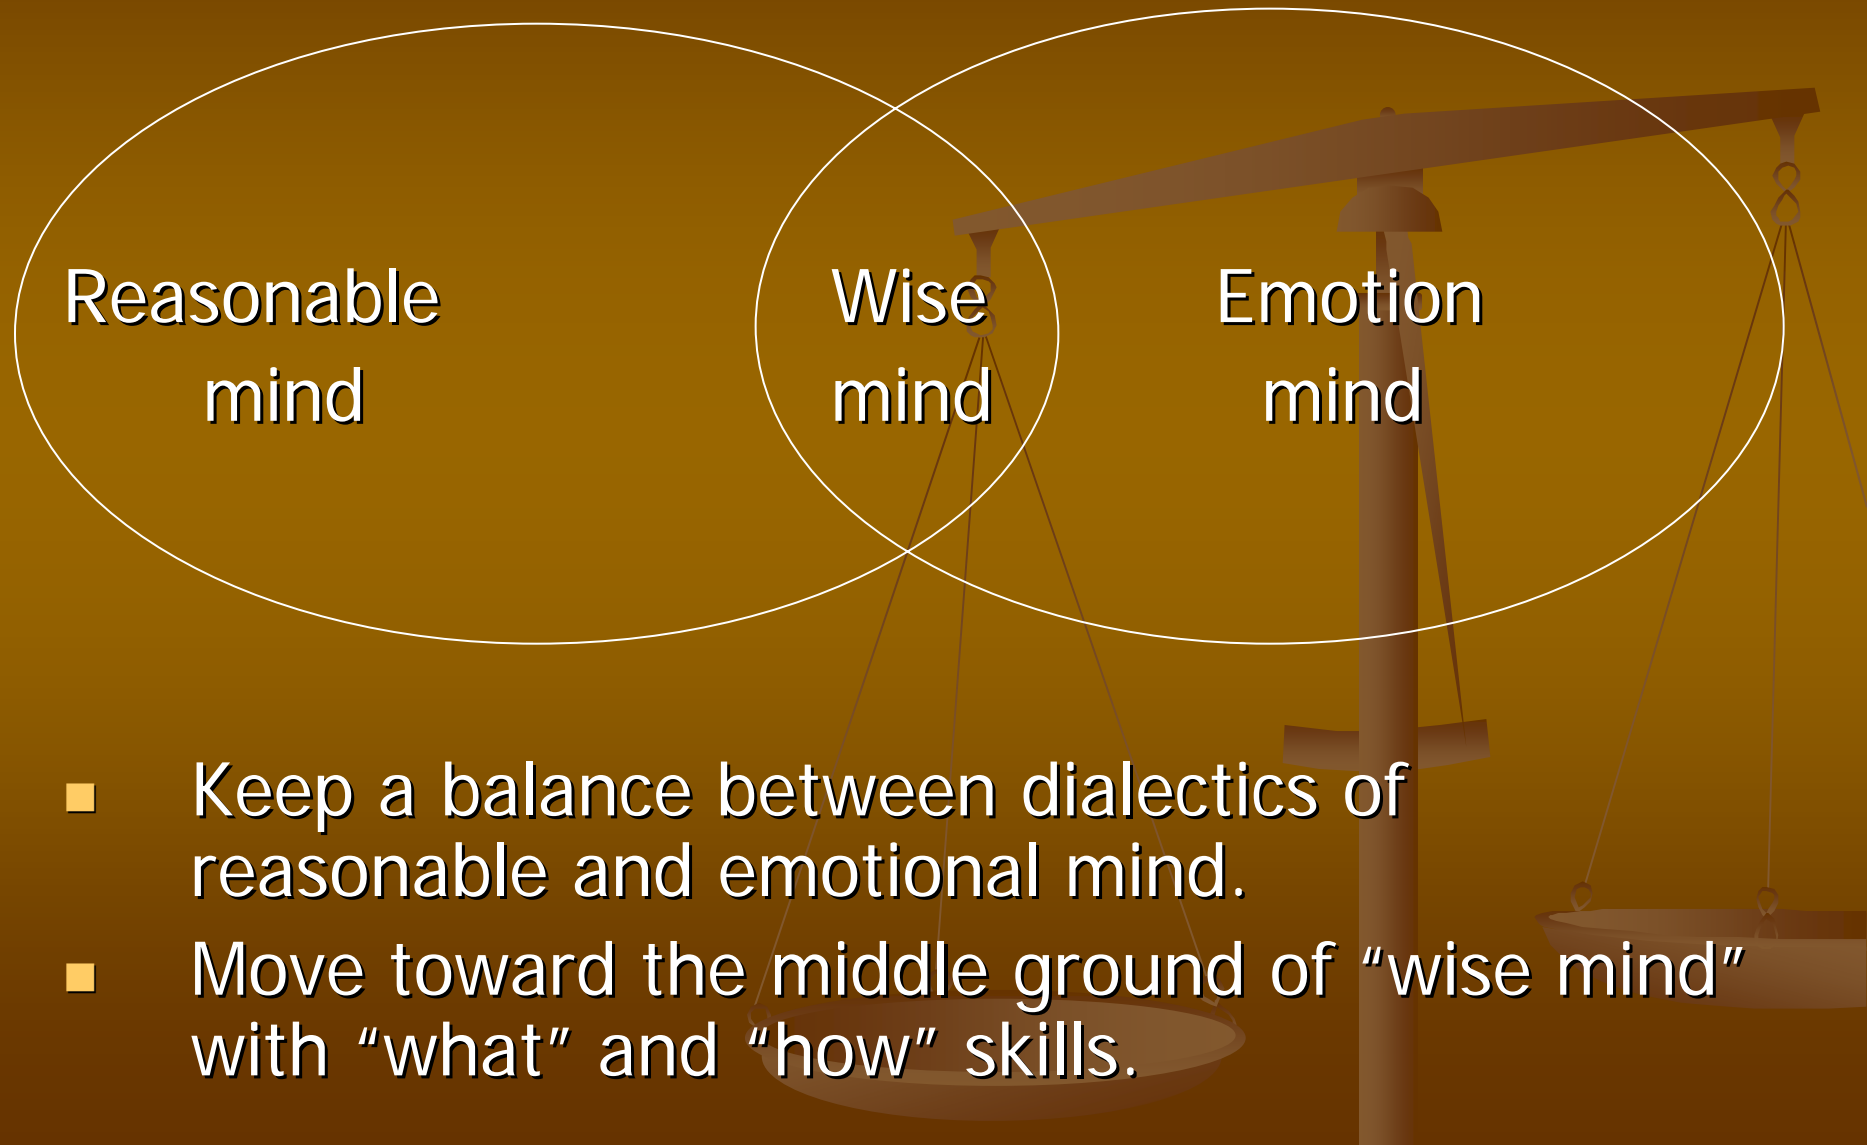 Reasonable Wise Emotion
mind mind mind
Keep a balance between dialectics of
reasonable and emotional mind.
Move toward the middle ground of “wise mind”
with “what” and “how” skills.